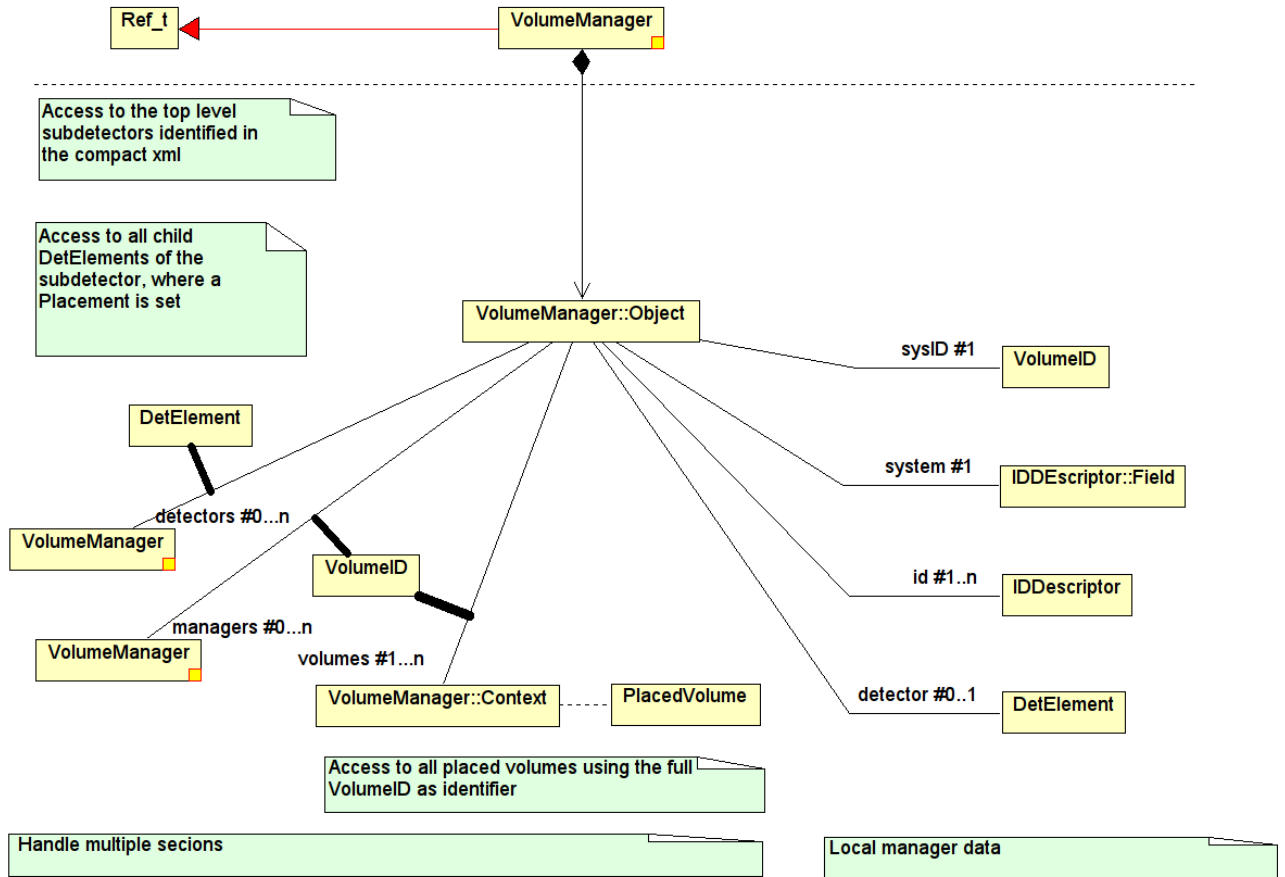 Ref_t
VolumeManager
Access to the top level
subdetectors identified in
the compact xml
Access to all child
DetElements of the
subdetector, where a
Placement is set
VolumeManager::Object
sysID #1
VolumeID
DetElement
system #1
IDDEscriptor::Field
detectors #0...n
VolumeManager
VolumeID
id #1..n
IDDescriptor
managers #0...n
VolumeManager
volumes #1...n
VolumeManager::Context
PlacedVolume
detector #0..1
DetElement
Access to all placed volumes using the full
VolumeID as identifier
Handle multiple secions
Local manager data